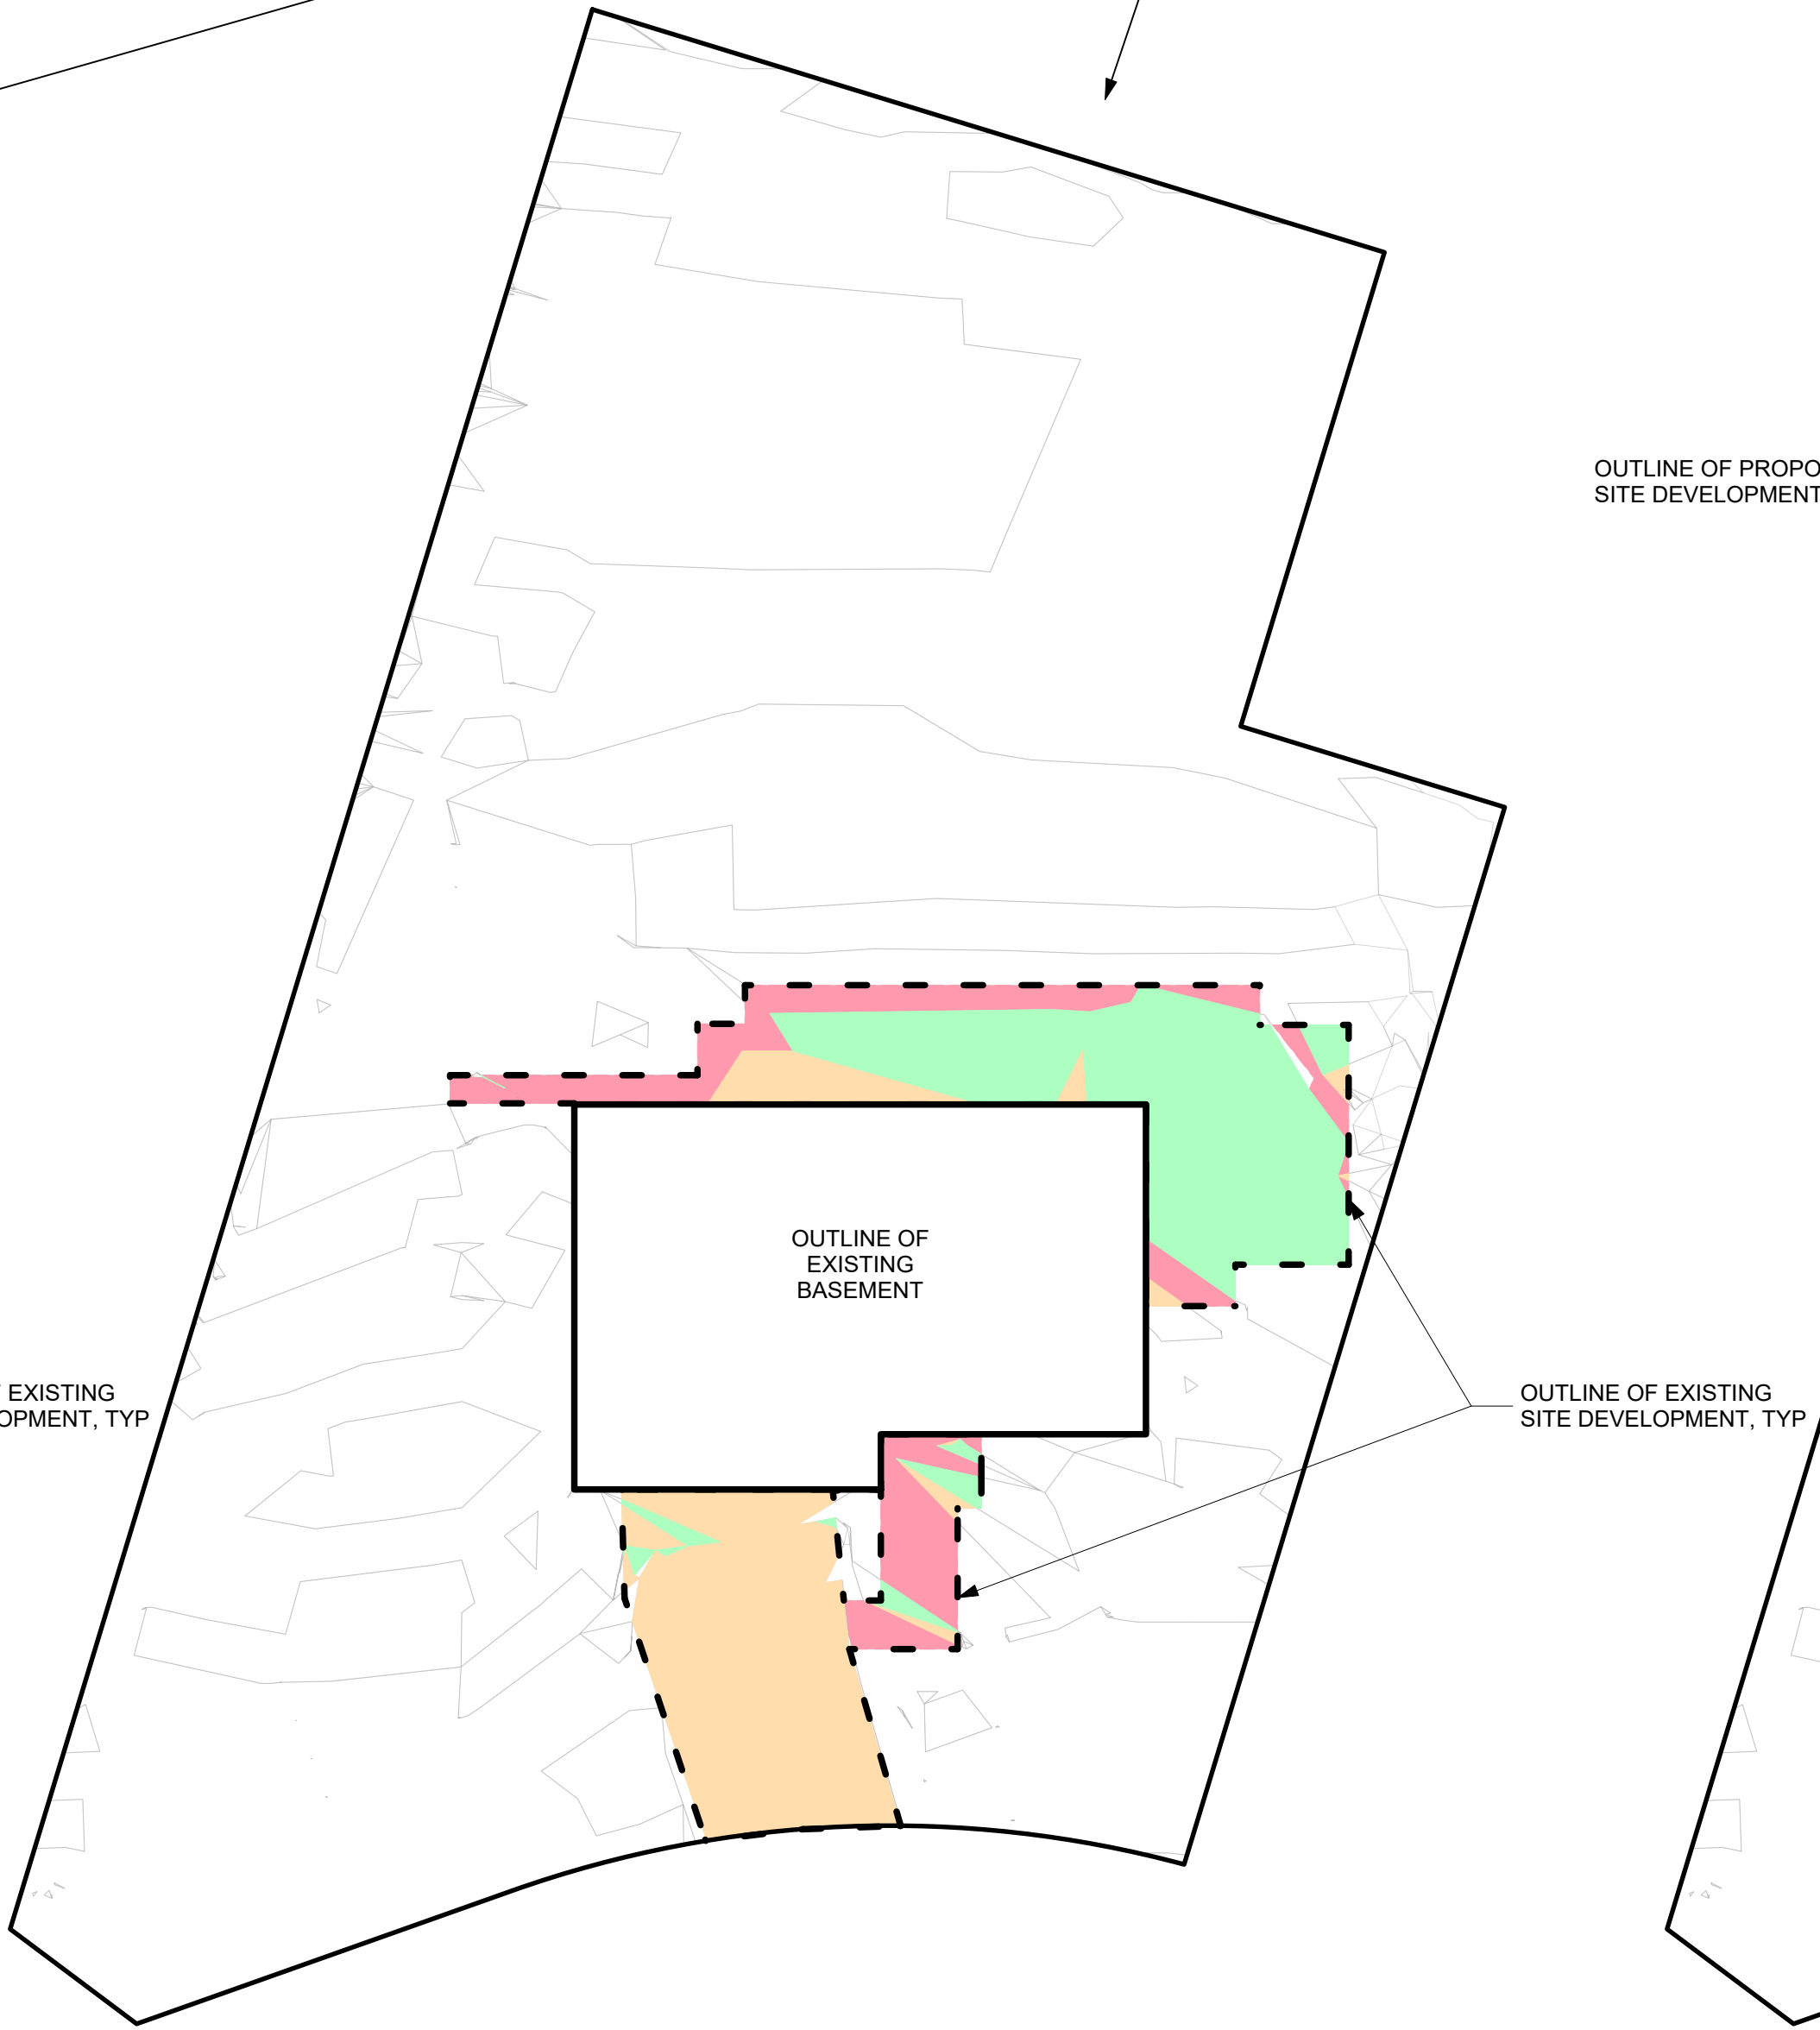 OUTLINE OF PROPO
SITE DEVELOPMENT
OUTLINE OF
EXISTING
BASEMENT
EXISTING
OPMENT, TYP
OUTLINE OF EXISTING
SITE DEVELOPMENT, TYP